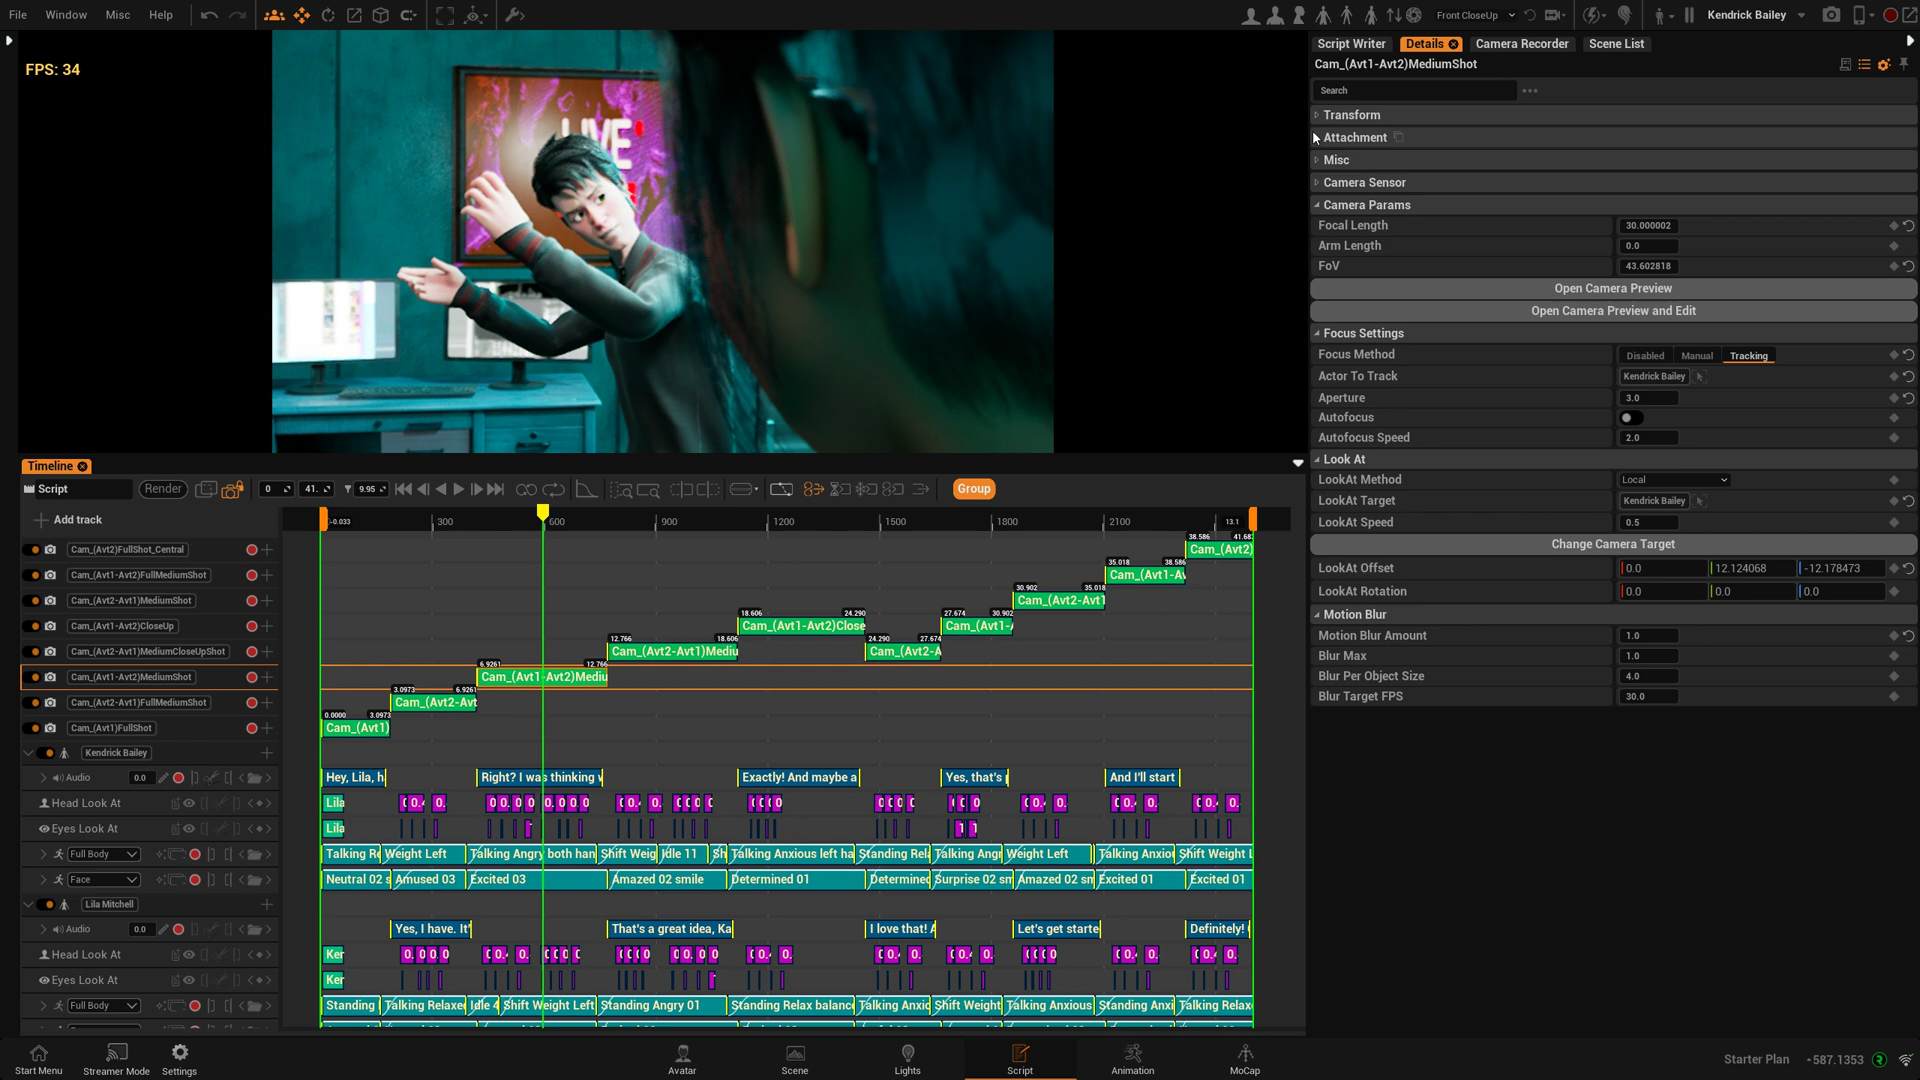 File Window Misc Help
Front CloseUp
Kendrick Bailey
FPS: 34
LIVE
Script Writer Details Camera Recorder Scene List
Cam_(Avt1-Avt2)MediumShot
Search
Transform
Attachment
Misc
Camera Sensor
Camera Params
Focal Length 30.000002
Arm Length 0.0
FoV 43.602818
Open Camera Preview
Open Camera Preview and Edit
Focus Settings
Focus Method Disabled Manual Tracking
Actor To Track Kendrick Bailey
Aperture 3.0
Autofocus
Autofocus Speed 2.0
Look At
LookAt Method Local
LookAt Target Kendrick Bailey
LookAt Speed 0.5
Change Camera Target
LookAt Offset 0.0 12.124068 -12.178473
LookAt Rotation 0.0 0.0 0.0
Motion Blur
Motion Blur Amount 1.0
Blur Max 1.0
Blur Per Object Size 4.0
Blur Target FPS 30.0
Timeline
Script Render 0 41. 9.95 Group
Add track
-0.033 300 600 900 1200 1500 1800 2100 13.1
38.586 41.68
Cam_(Avt2)FullShot_Central Cam_(Avt2)
35.018 38.586
Cam_(Avt1-Avt2)FullMediumShot Cam_(Avt1-Av
30.902 35.018
Cam_(Avt2-Avt1)MediumShot Cam_(Avt2-Avt1
18.606 24.290 27.674 30.902
Cam_(Avt1-Avt2)CloseUp Cam_(Avt1-Avt2)Close Cam_(Avt1-A
12.766 18.606 24.290 27.674
Cam_(Avt2-Avt1)MediumCloseUpShot Cam_(Avt2-Avt1)Mediu Cam_(Avt2-A
6.9261 12.766
Cam_(Avt1-Avt2)MediumShot Cam_(Avt1-Avt2)Mediu
3.0973 6.9261
Cam_(Avt2-Avt1)FullMediumShot Cam_(Avt2-Avt
0.0000 3.0973
Cam_(Avt1)FullShot Cam_(Avt1)
Kendrick Bailey
Audio 0.0 Hey, Lila, h Right? I was thinking w Exactly! And maybe a Yes, that's And I'll start
Head Look At Lila
Eyes Look At Lila
Full Body Talking Re Weight Left Talking Angry both han Shift Weig Idle 11 Sh Talking Anxious left ha Standing Rel Talking Angr Weight Left Talking Anxio Shift Weight L
Face Neutral 02 s Amused 03 Excited 03 Amazed 02 smile Determined 01 Determined Surprise 02 sm Amazed 02 sm Excited 01 Excited 01
Lila Mitchell
Audio 0.0 Yes, I have. It' That's a great idea, Ka I love that! A Let's get starte Definitely!
Head Look At Ker
Eyes Look At Ker
Full Body Standing Talking Relaxe Idle 4 Shift Weight Left Standing Angry 01 Standing Relax balance Talking Anxio Shift Weight Talking Anxious Standing Anxi Talking Relax
Start Menu Streamer Mode Settings Avatar Scene Lights Script Animation MoCap Starter Plan 587.1353